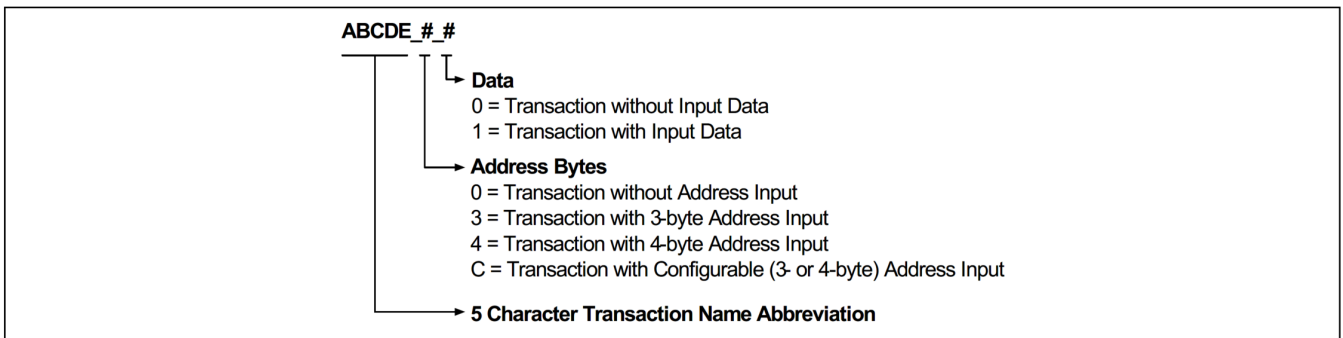 ABCDE_#_#
Data
0 = Transaction without Input Data
1 = Transaction with Input Data
Address Bytes
0 = Transaction without Address Input
3 = Transaction with 3-byte Address Input
4 = Transaction with 4-byte Address Input
C = Transaction with Configurable (3- or 4-byte) Address Input
5 Character Transaction Name Abbreviation